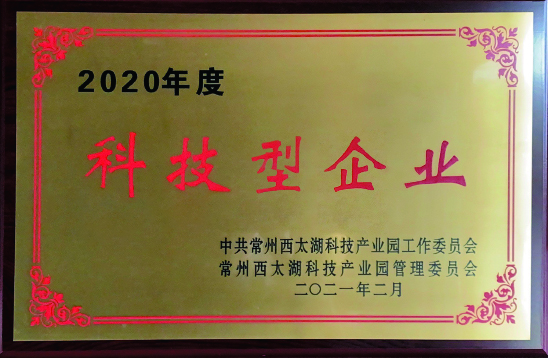 2020年度
科技型企业
中共常州西太湖科技产业园工作委员会
常州西太湖科技产业园管理委员会
二〇二一年二月